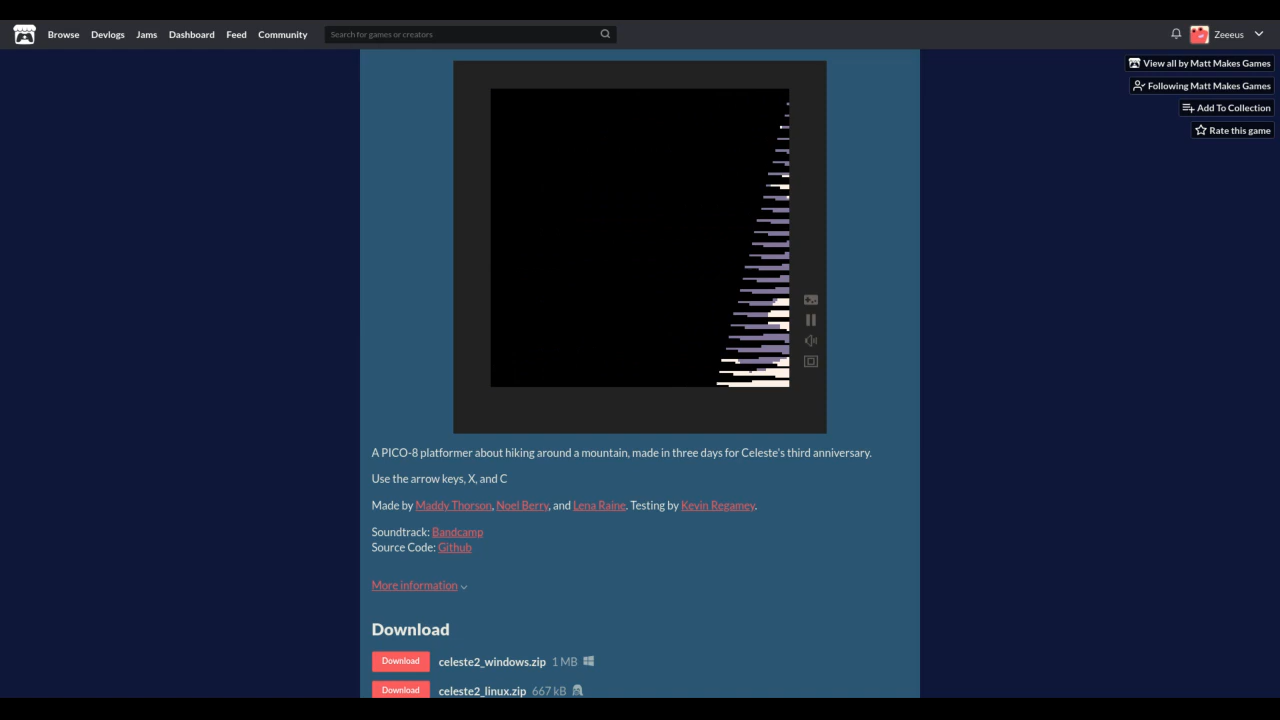 Browse Devlogs Jams Dashboard Feed Community Search for games or creators Zeeeus
View all by Matt Makes Games
Following Matt Makes Games
Add To Collection
Rate this game
A PICO-8 platformer about hiking around a mountain, made in three days for Celeste's third anniversary.
Use the arrow keys, X, and C
Made by Maddy Thorson, Noel Berry, and Lena Raine. Testing by Kevin Regamey.
Soundtrack: Bandcamp
Source Code: Github
More information
Download
Download celeste2_windows.zip 1 MB
Download celeste2_linux.zip 667 kB